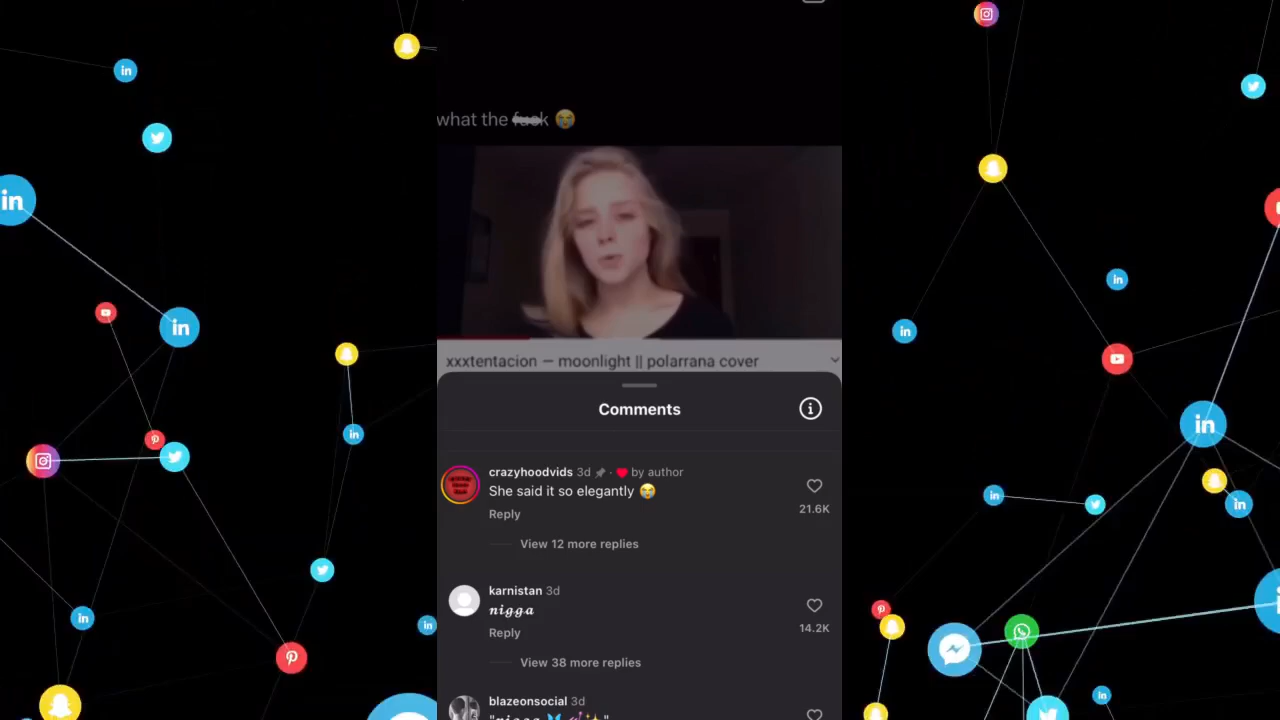 what the fuck 😭
xxxtentacion – moonlight || polarrana cover
Comments
crazyhoodvids 3d 📌 · ❤️ by author
She said it so elegantly 😭
21.6K
Reply
View 12 more replies
karnistan 3d
𝓃𝒾𝑔𝑔𝒶
14.2K
Reply
View 38 more replies
blazeonsocial 3d